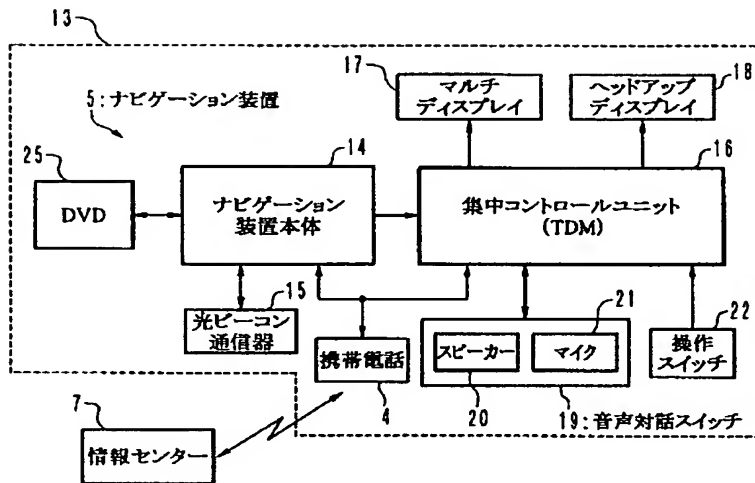 13
17
マルチ
ディスプレイ
ヘッドアップ
ディスプレイ
18
5:ナビゲーション装置
25
14
16
DVD
ナビゲーション
装置本体
集中コントロールユニット
(TDM)
15
光ビーコン
通信器
携帯電話
4
21
スピーカー
マイク
20
19:音声対話スイッチ
22
操作
スイッチ
7
情報センター